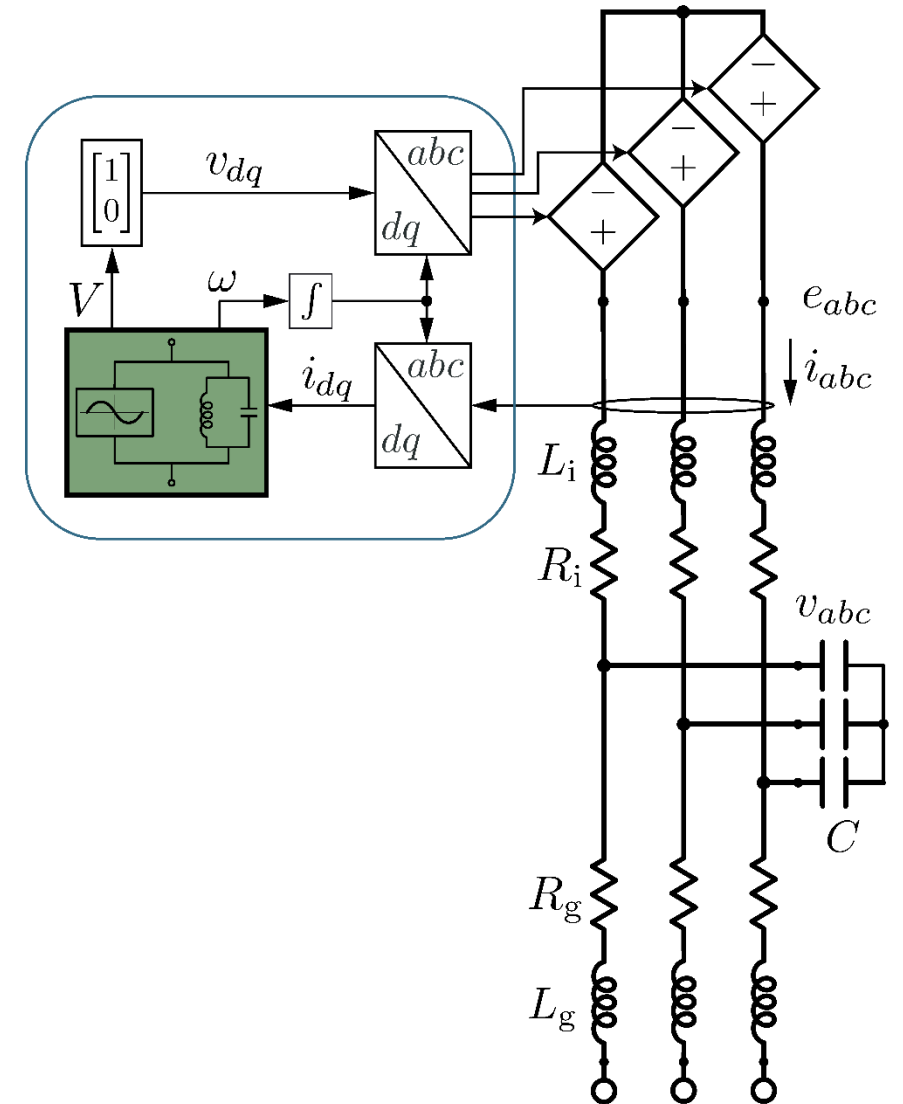 − +
− +
− +
[1 0]
v_dq
abc
dq
V
ω
∫
i_dq
abc
dq
e_abc
i_abc
L_i
R_i
v_abc
C
R_g
L_g